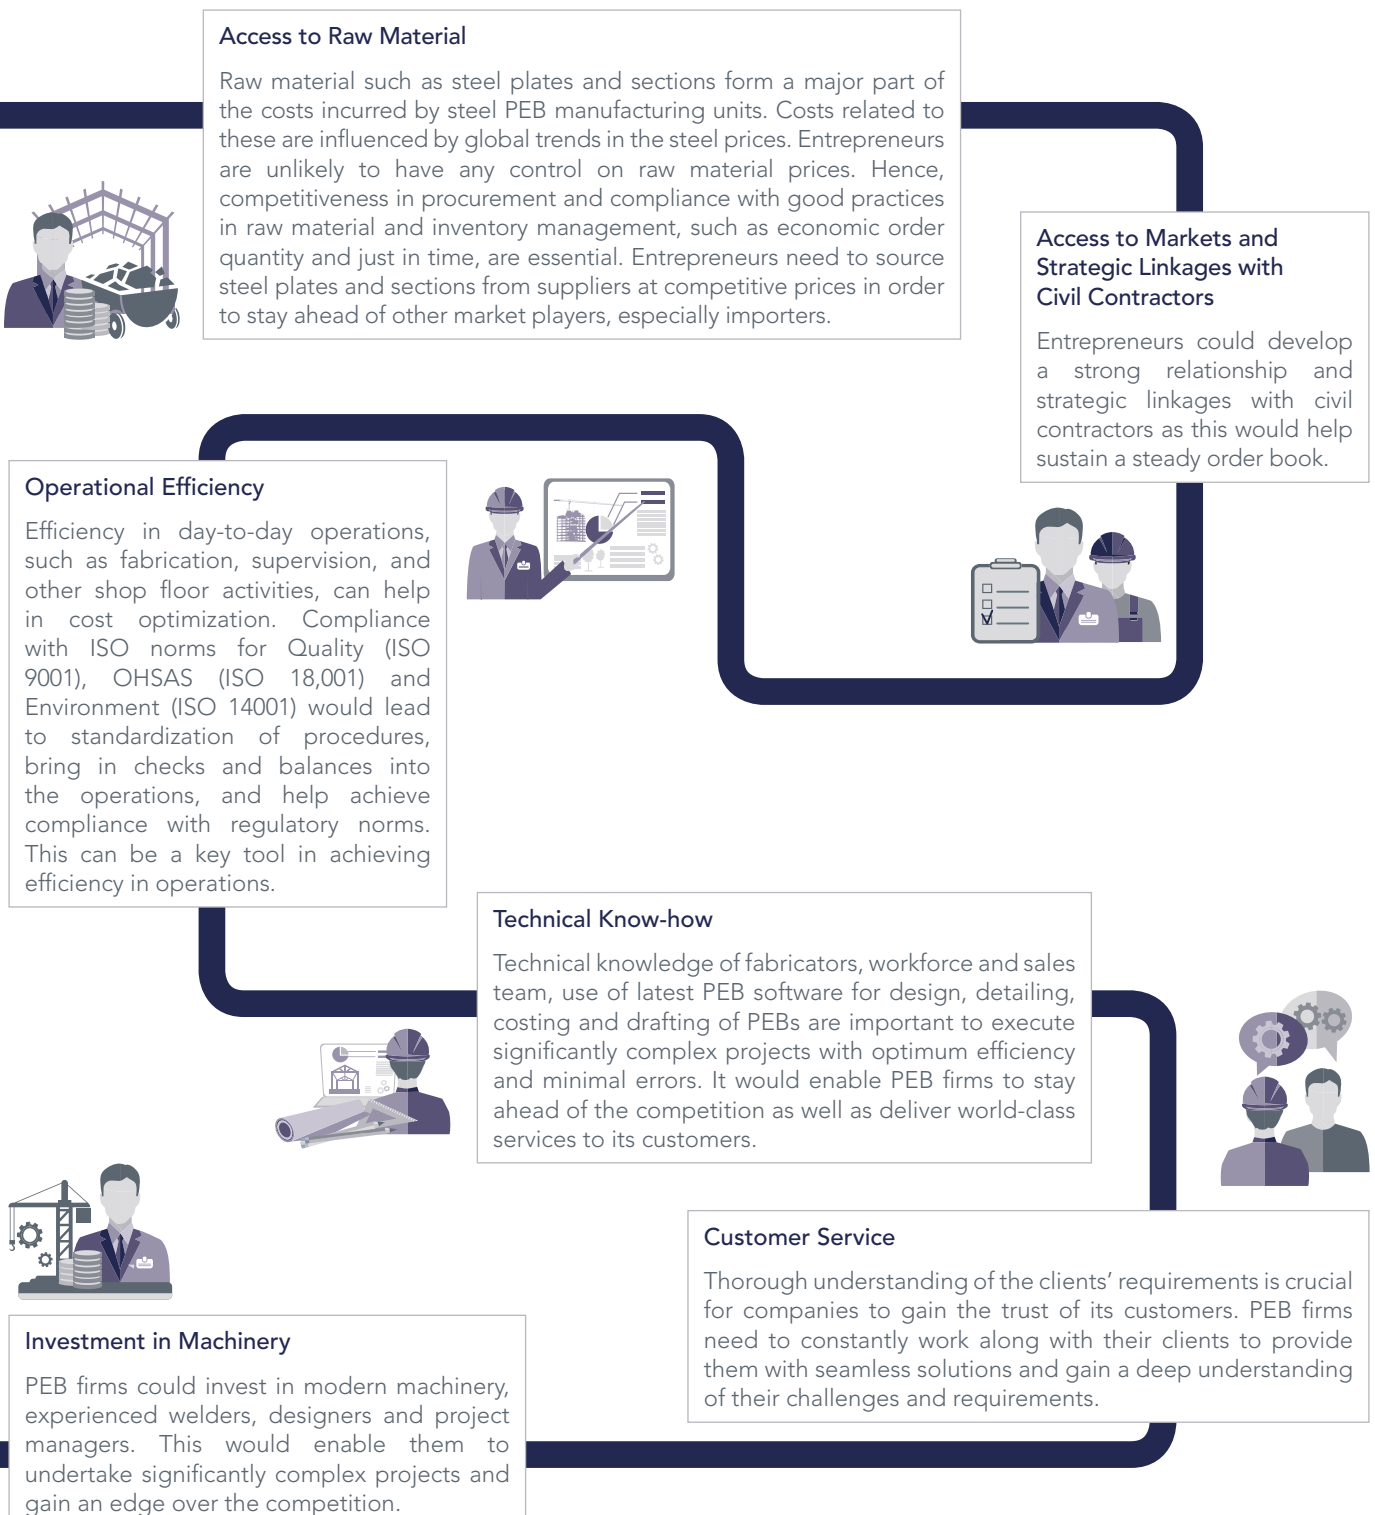 Access to Raw Material
Raw material such as steel plates and sections form a major part of
the costs incurred by steel PEB manufacturing units. Costs related to
these are influenced by global trends in the steel prices. Entrepreneurs
are unlikely to have any control on raw material prices. Hence,
competitiveness in procurement and compliance with good practices
in raw material and inventory management, such as economic order
quantity and just in time, are essential. Entrepreneurs need to source
steel plates and sections from suppliers at competitive prices in order
to stay ahead of other market players, especially importers.
Access to Markets and
Strategic Linkages with
Civil Contractors
Entrepreneurs could develop
a strong relationship and
strategic linkages with civil
contractors as this would help
sustain a steady order book.
Operational Efficiency
Efficiency in day-to-day operations,
such as fabrication, supervision, and
other shop floor activities, can help
in cost optimization. Compliance
with ISO norms for Quality (ISO
9001), OHSAS (ISO 18,001) and
Environment (ISO 14001) would lead
to standardization of procedures,
bring in checks and balances into
the operations, and help achieve
compliance with regulatory norms.
This can be a key tool in achieving
efficiency in operations.
Technical Know-how
Technical knowledge of fabricators, workforce and sales
team, use of latest PEB software for design, detailing,
costing and drafting of PEBs are important to execute
significantly complex projects with optimum efficiency
and minimal errors. It would enable PEB firms to stay
ahead of the competition as well as deliver world-class
services to its customers.
Customer Service
Thorough understanding of the clients’ requirements is crucial
for companies to gain the trust of its customers. PEB firms
need to constantly work along with their clients to provide
them with seamless solutions and gain a deep understanding
of their challenges and requirements.
Investment in Machinery
PEB firms could invest in modern machinery,
experienced welders, designers and project
managers. This would enable them to
undertake significantly complex projects and
gain an edge over the competition.